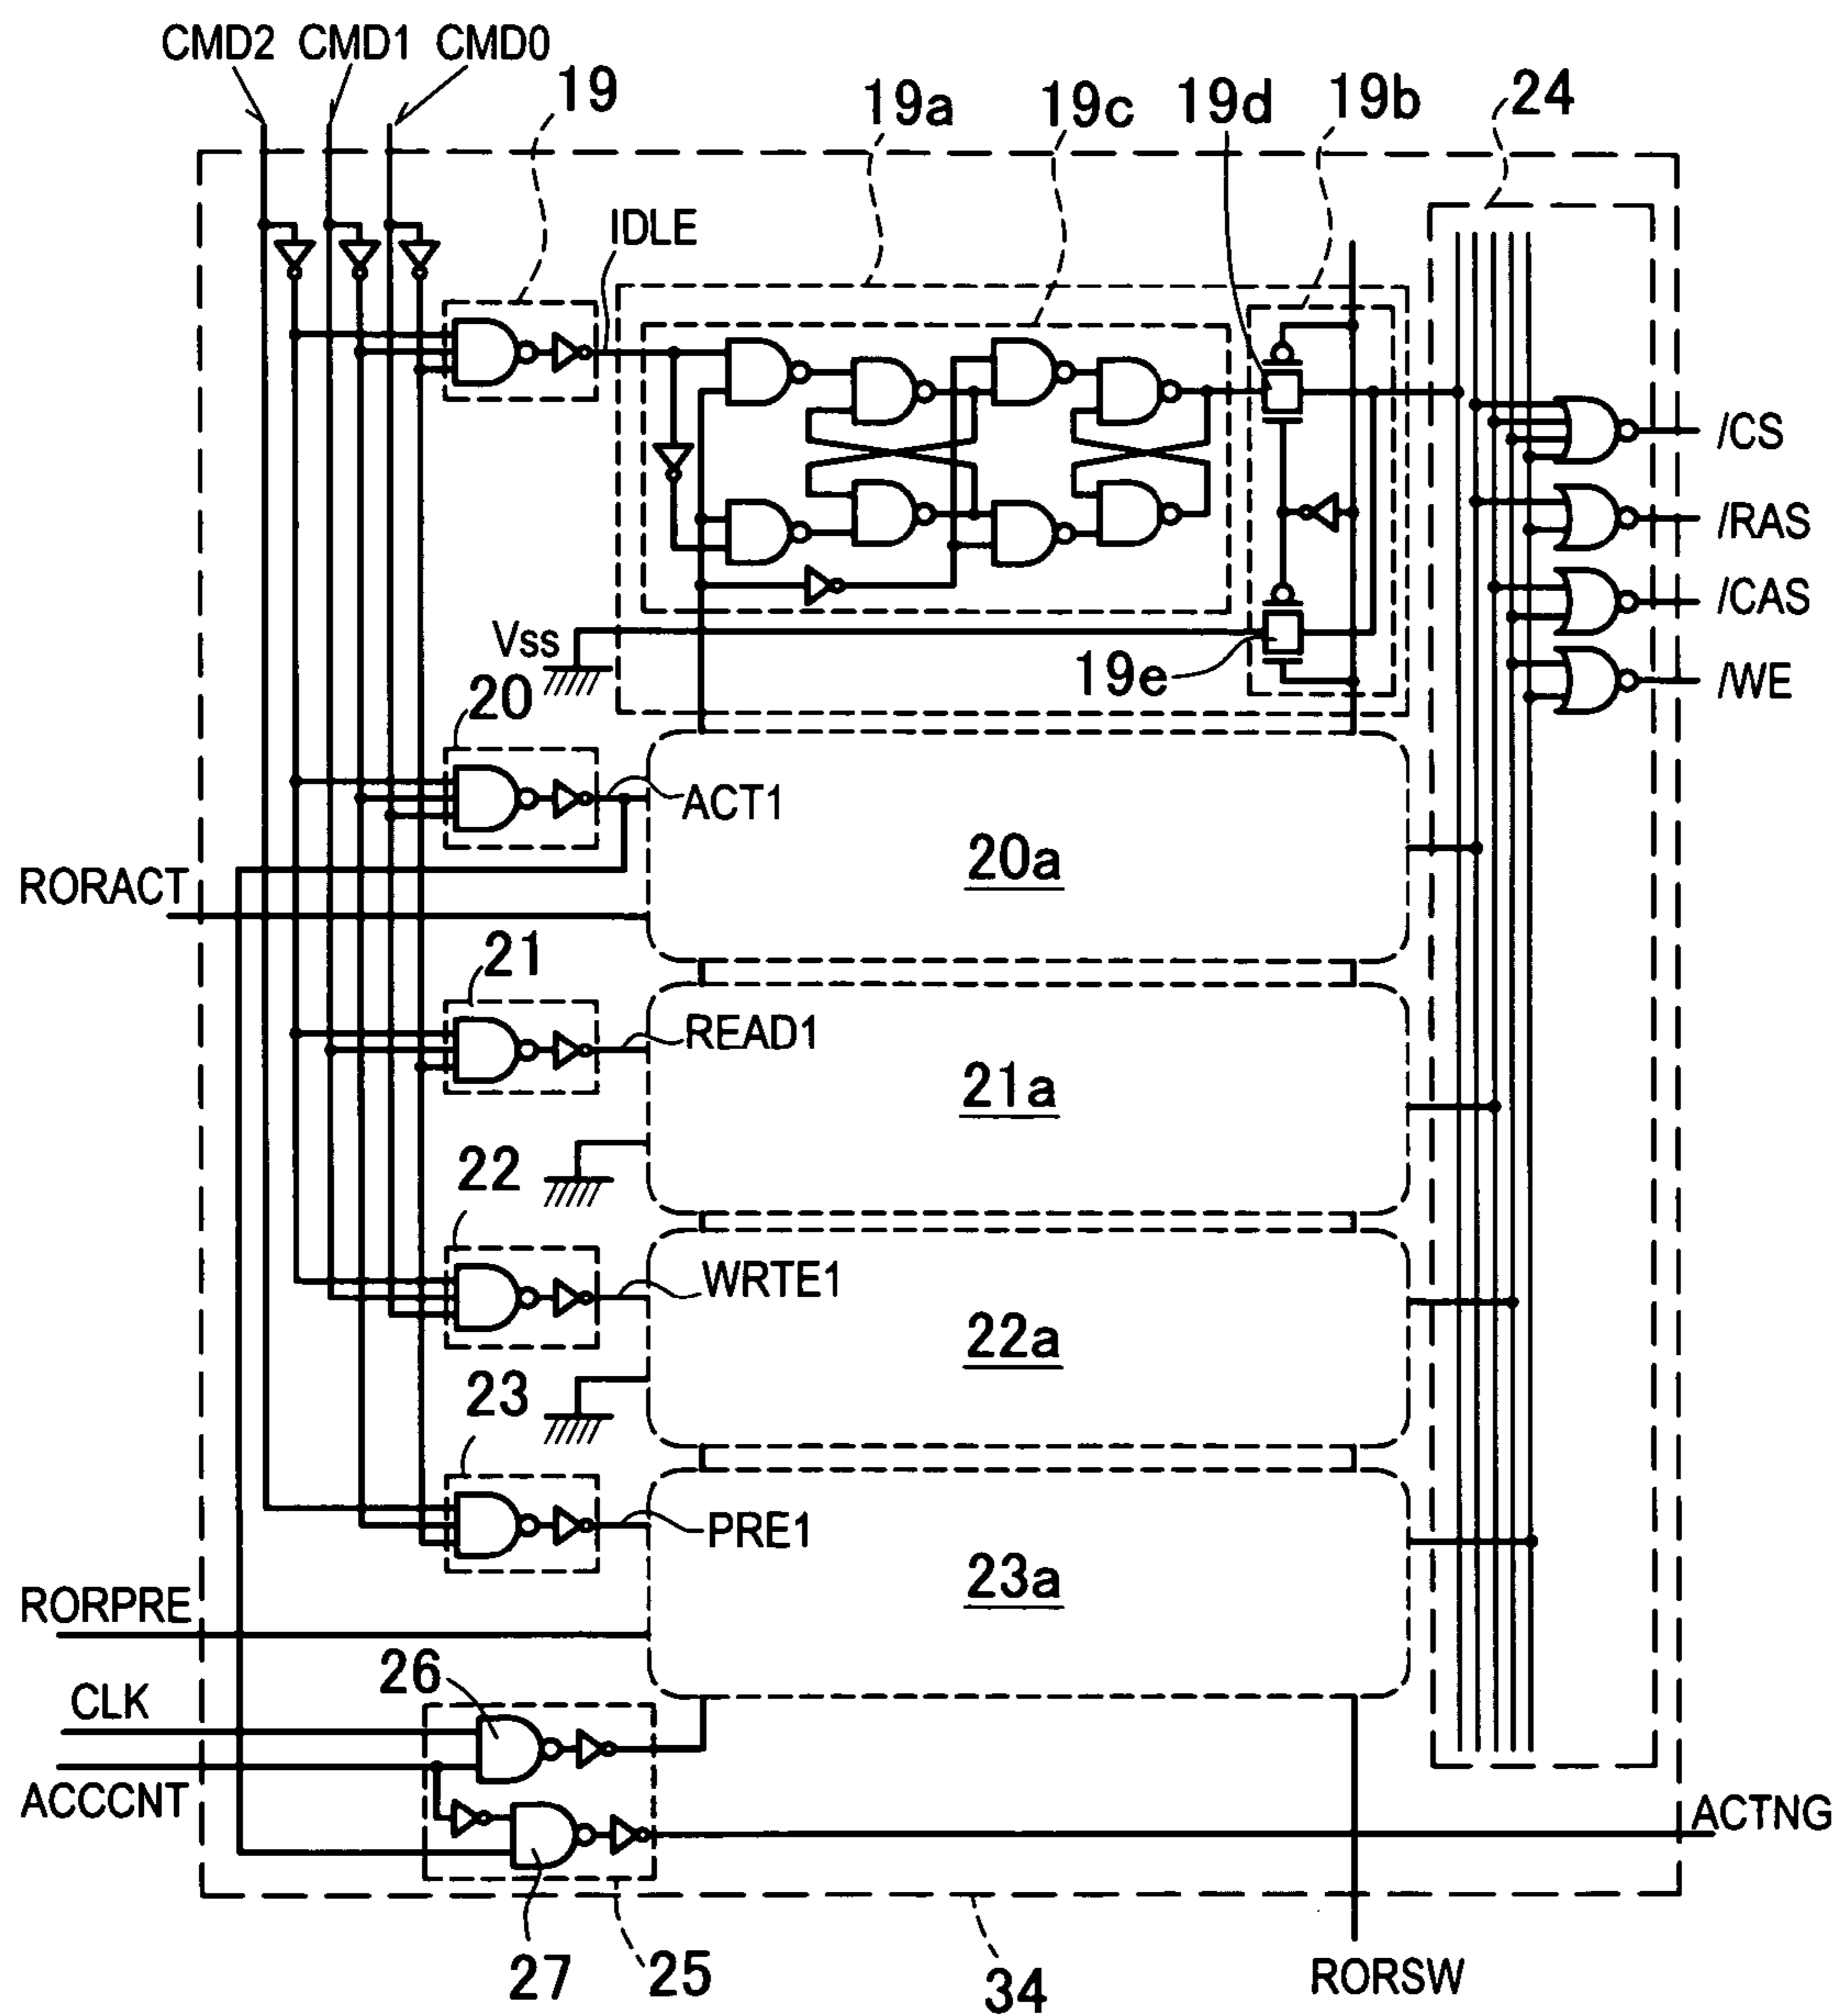 CMD2 CMD1 CMD0
19
19a
19c
19d
19b
24
IDLE
/CS
/RAS
/CAS
/WE
Vss
19e
20
ACT1
20a
RORACT
21
READ1
21a
22
WRTE1
22a
23
PRE1
23a
RORPRE
26
CLK
ACCCNT
ACTNG
27
25
34
RORSW